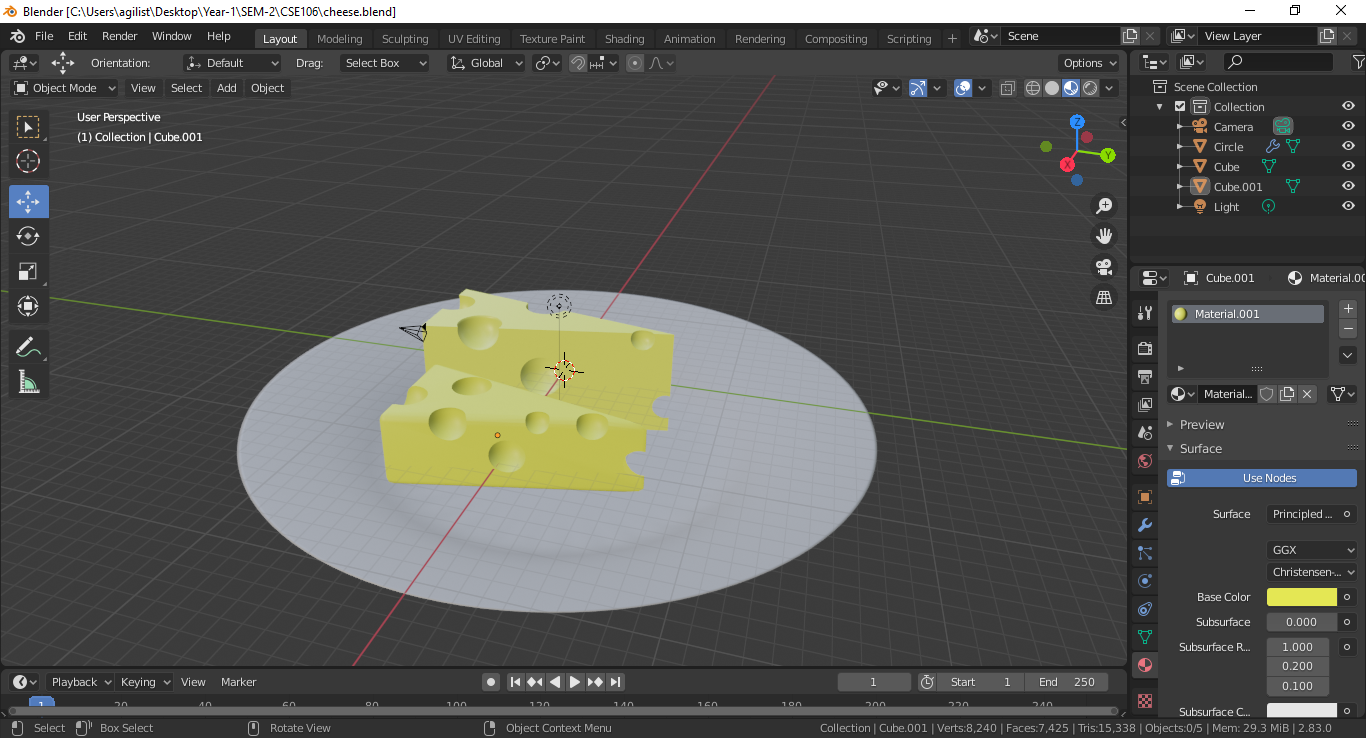 Blender [C:\Users\agilist\Desktop\Year-1\SEM-2\CSE106\cheese.blend]
File Edit Render Window Help Layout Modeling Sculpting UV Editing Texture Paint Shading Animation Rendering Compositing Scripting + Scene View Layer
Orientation: Default Drag: Select Box Global Options
Object Mode View Select Add Object
User Perspective
(1) Collection | Cube.001
Z
Y
X
Scene Collection
Collection
Camera
Circle
Cube
Cube.001
Light
Cube.001 Material.00
Material.001
Material...
Preview
Surface
Use Nodes
Surface Principled ...
GGX
Christensen-...
Base Color
Subsurface 0.000
Subsurface R... 1.000
0.200
0.100
Subsurface C...
Playback Keying View Marker 1 Start 1 End 250
1 20 40 60 80 100 120 140 160 180 200 220 240
Select Box Select Rotate View Object Context Menu Collection | Cube.001 | Verts:8,240 | Faces:7,425 | Tris:15,338 | Objects:0/5 | Mem: 29.3 MiB | 2.83.0